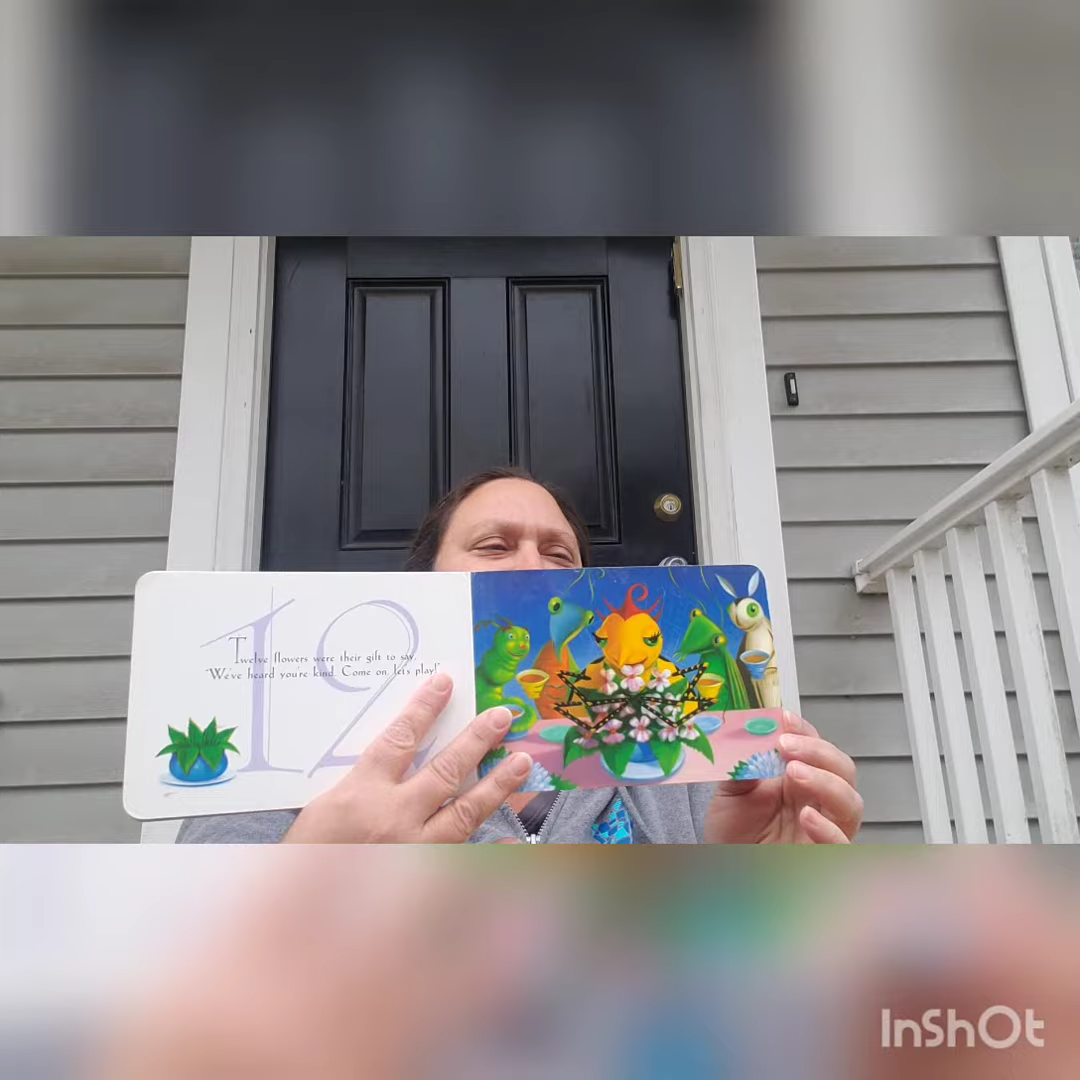 12
Twelve flowers were their gift to say,
"We've heard you're kind. Come on, let's play!"
InShOt